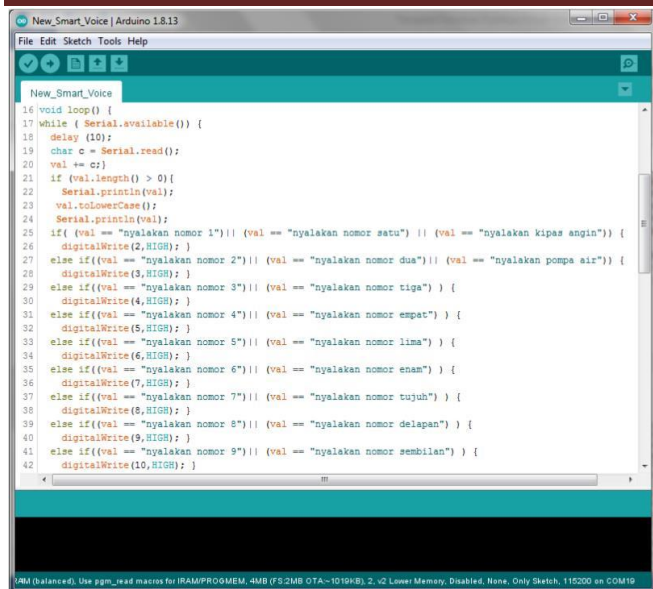 New_Smart_Voice | Arduino 1.8.13
File Edit Sketch Tools Help
New_Smart_Voice
16 void loop() {
17 while ( Serial.available()) {
18 delay (10);
19 char c = Serial.read();
20 val += c;}
21 if (val.length() > 0){
22 Serial.println(val);
23 val.toLowerCase();
24 Serial.println(val);
25 if( (val == "nyalakan nomor 1")|| (val == "nyalakan nomor satu") || (val == "nyalakan kipas angin")) {
26 digitalWrite(2,HIGH); }
27 else if((val == "nyalakan nomor 2")|| (val == "nyalakan nomor dua")|| (val == "nyalakan pompa air")) {
28 digitalWrite(3,HIGH); }
29 else if((val == "nyalakan nomor 3")|| (val == "nyalakan nomor tiga") ) {
30 digitalWrite(4,HIGH); }
31 else if((val == "nyalakan nomor 4")|| (val == "nyalakan nomor empat") ) {
32 digitalWrite(5,HIGH); }
33 else if((val == "nyalakan nomor 5")|| (val == "nyalakan nomor lima") ) {
34 digitalWrite(6,HIGH); }
35 else if((val == "nyalakan nomor 6")|| (val == "nyalakan nomor enam") ) {
36 digitalWrite(7,HIGH); }
37 else if((val == "nyalakan nomor 7")|| (val == "nyalakan nomor tujuh") ) {
38 digitalWrite(8,HIGH); }
39 else if((val == "nyalakan nomor 8")|| (val == "nyalakan nomor delapan") ) {
40 digitalWrite(9,HIGH); }
41 else if((val == "nyalakan nomor 9")|| (val == "nyalakan nomor sembilan") ) {
42 digitalWrite(10,HIGH); }
RAM (balanced), Use pgm_read macros for IRAM/PROGMEM, 4MB (FS:2MB OTA:~1019KB), 2, v2 Lower Memory, Disabled, None, Only Sketch, 115200 on COM19